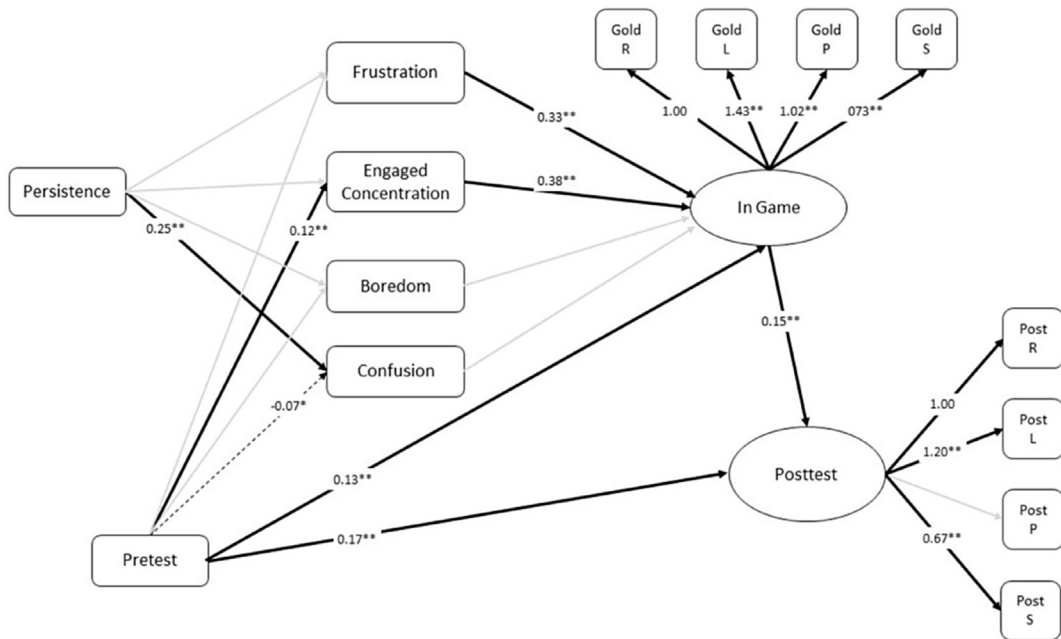 Gold
R
Gold
L
Gold
P
Gold
S
Frustration
1.00
1.43**
1.02**
073**
0.33**
Engaged
Concentration
Persistence
0.38**
In Game
0.25**
0.12**
Boredom
0.15**
Post
R
Confusion
-0.07*
1.00
Post
L
1.20**
Posttest
0.13**
Post
P
0.17**
0.67**
Pretest
Post
S